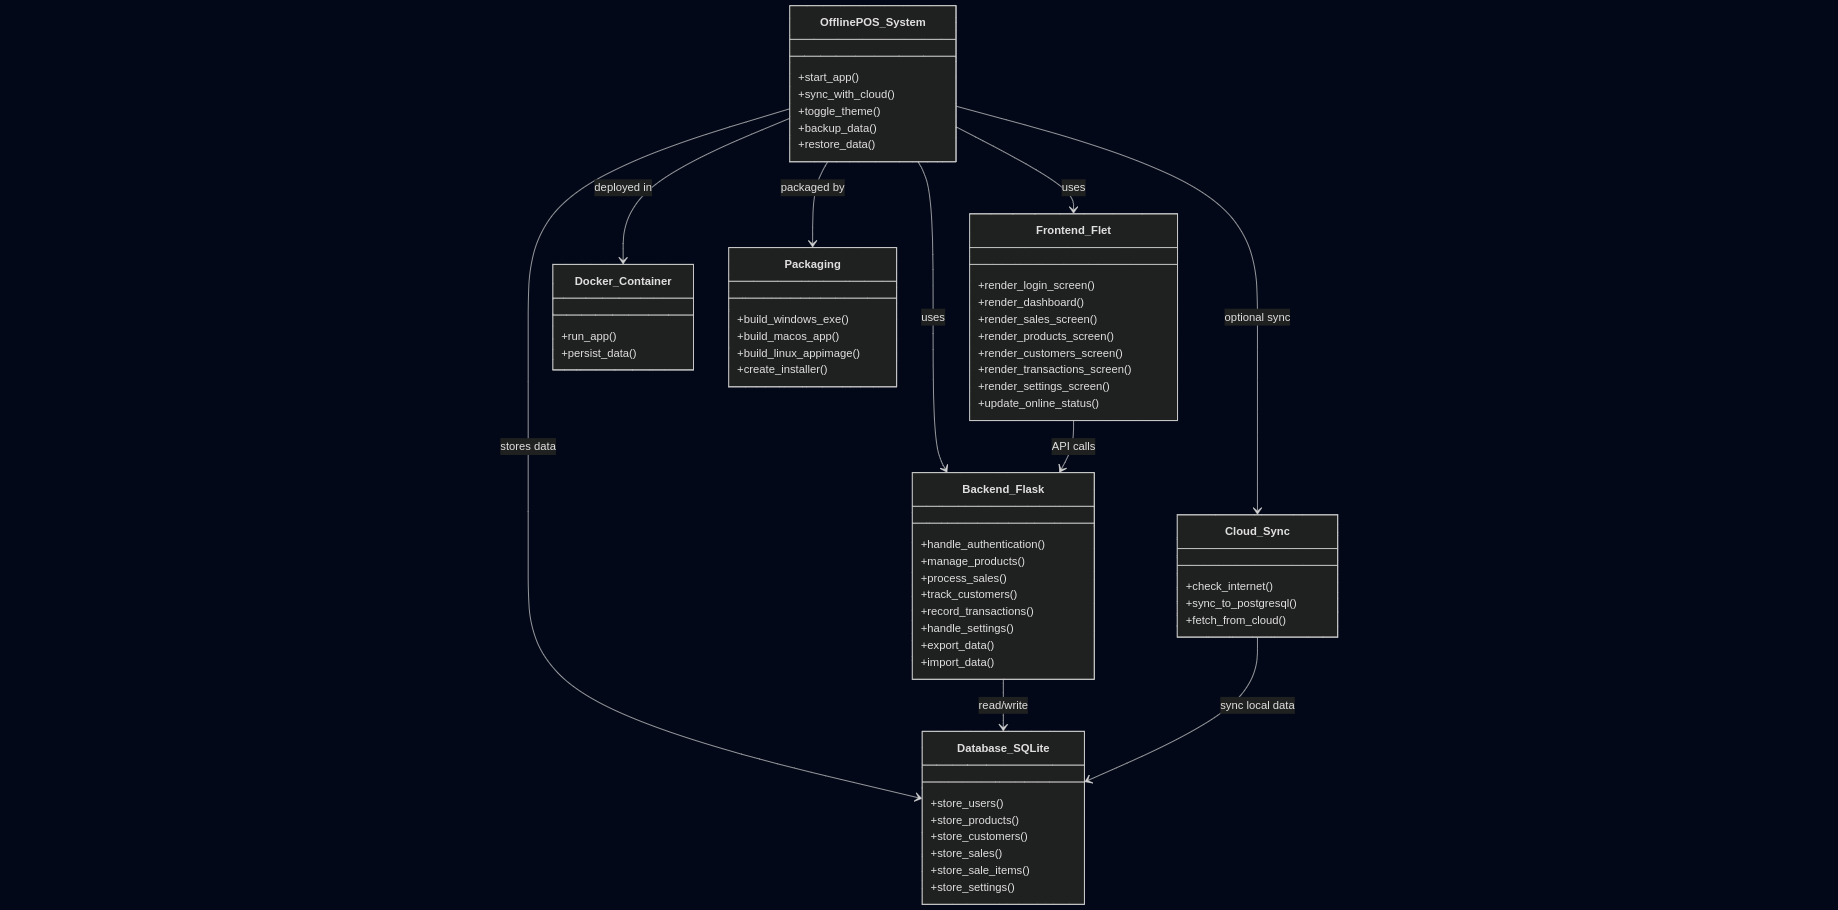 OfflinePOS_System
+start_app()
+sync_with_cloud()
+toggle_theme()
+backup_data()
+restore_data()
deployed in
packaged by
uses
Frontend_Flet
+render_login_screen()
+render_dashboard()
+render_sales_screen()
+render_products_screen()
+render_customers_screen()
+render_transactions_screen()
+render_settings_screen()
+update_online_status()
Packaging
+build_windows_exe()
+build_macos_app()
+build_linux_appimage()
+create_installer()
Docker_Container
+run_app()
+persist_data()
uses
optional sync
stores data
API calls
Backend_Flask
+handle_authentication()
+manage_products()
+process_sales()
+track_customers()
+record_transactions()
+handle_settings()
+export_data()
+import_data()
Cloud_Sync
+check_internet()
+sync_to_postgresql()
+fetch_from_cloud()
read/write
sync local data
Database_SQLite
+store_users()
+store_products()
+store_customers()
+store_sales()
+store_sale_items()
+store_settings()